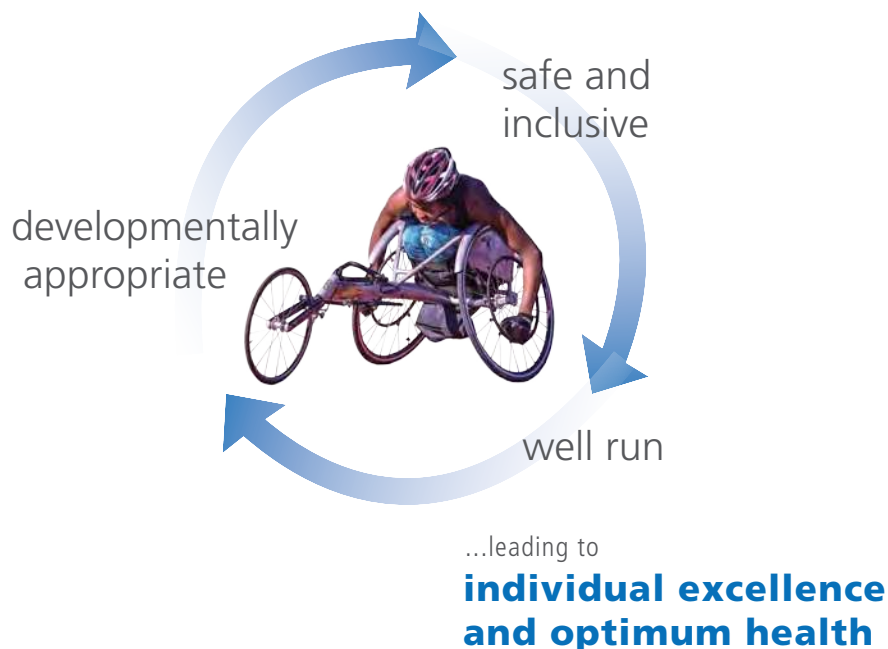 safe and
inclusive
developmentally
appropriate
well run
...leading to
individual excellence
and optimum health